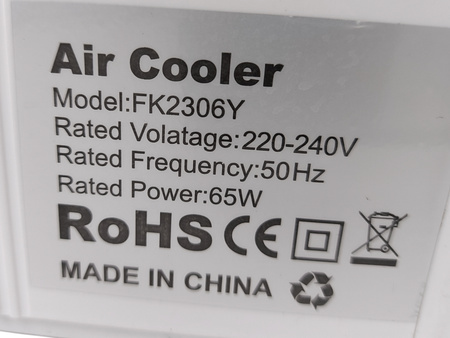 Air Cooler
Model:FK2306Y
Rated Volatage:220-240V
Rated Frequency:50Hz
Rated Power:65W
RoHS CE
MADE IN CHINA